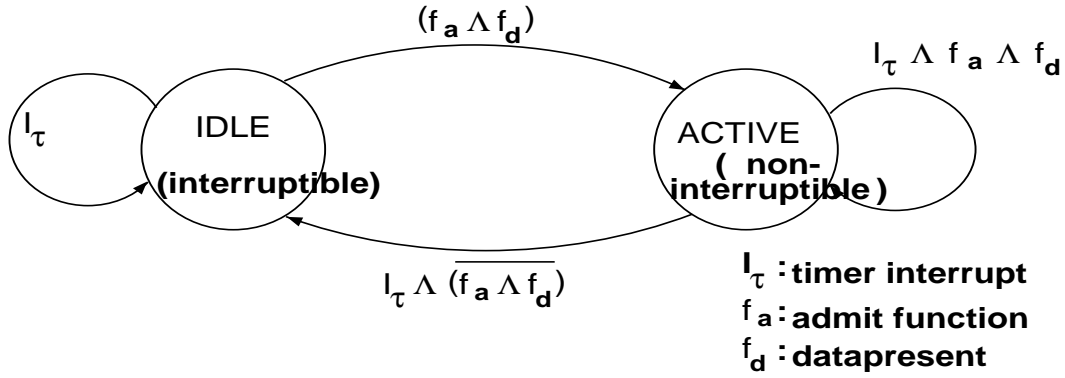 (f a Λ f d)
I τ Λ f a Λ f d
I τ
IDLE
(interruptible)
ACTIVE
( non-
interruptible )
I τ Λ (f a Λ f d)
I τ : timer interrupt
f a : admit function
f d : datapresent